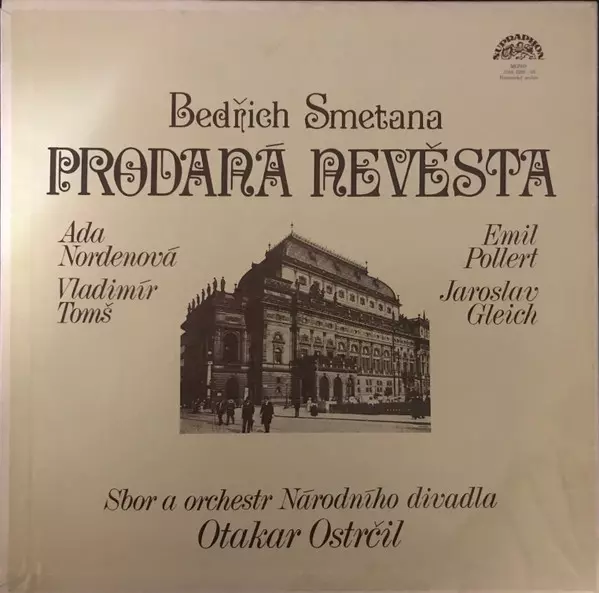 SUPRAPHON
MONO
Bedřich Smetana
PRODANÁ NEVĚSTA
Ada
Nordenová
Vladimír
Tomš
Emil
Pollert
Jaroslav
Gleich
Sbor a orchestr Národního divadla
Otakar Ostrčil